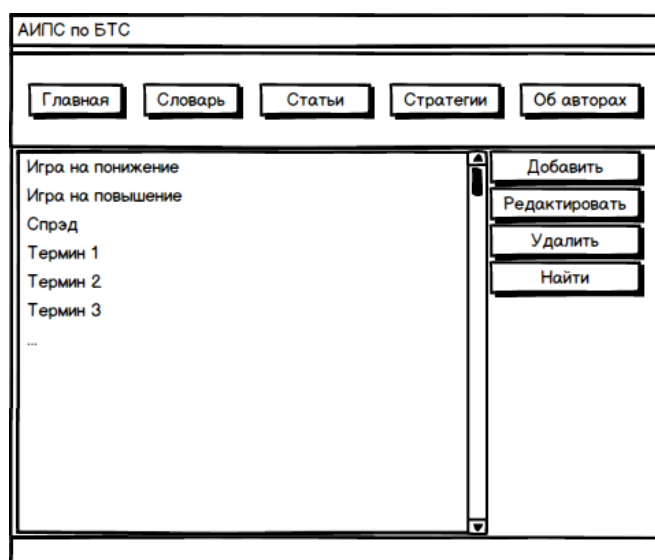 АИПС по БТС
Главная Словарь Статьи Стратегии Об авторах
Игра на понижение
Игра на повышение
Спрэд
Термин 1
Термин 2
Термин 3
...
Добавить
Редактировать
Удалить
Найти